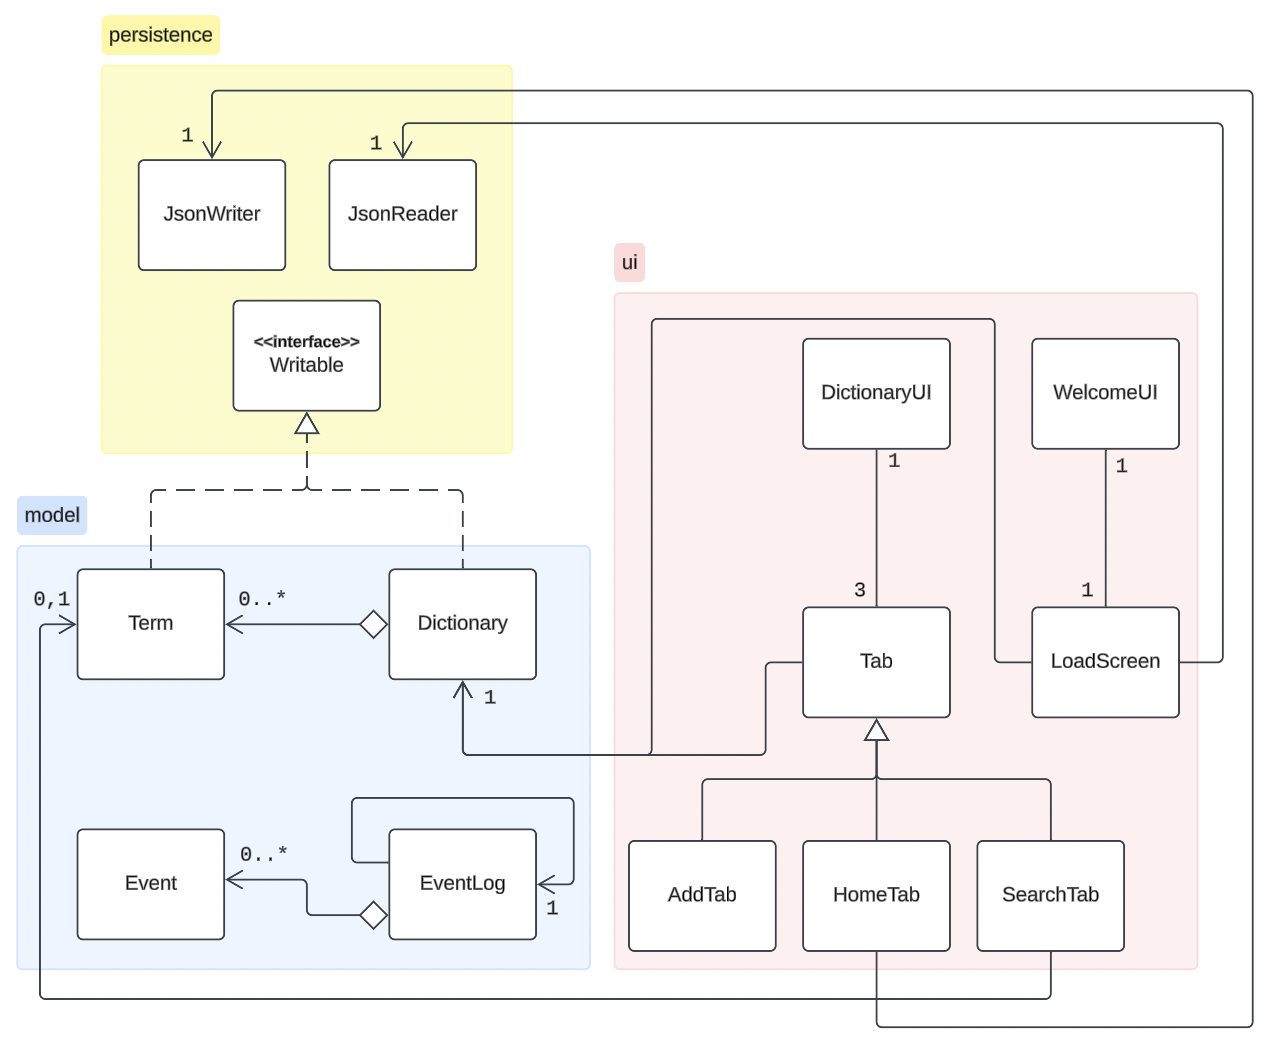 persistence
1
1
JsonWriter
JsonReader
<<interface>>
Writable
ui
DictionaryUI
WelcomeUI
1
1
3
1
Tab
LoadScreen
AddTab
HomeTab
SearchTab
model
0,1
0..*
Term
Dictionary
1
0..*
Event
EventLog
1